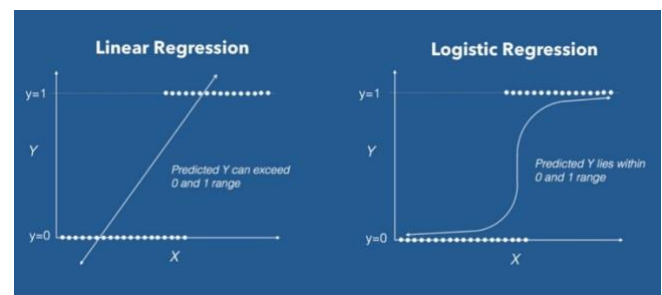 Linear Regression
y=1
Y
Predicted Y can exceed
0 and 1 range
y=0
X
Logistic Regression
y=1
Y
Predicted Y lies within
0 and 1 range
y=0
X